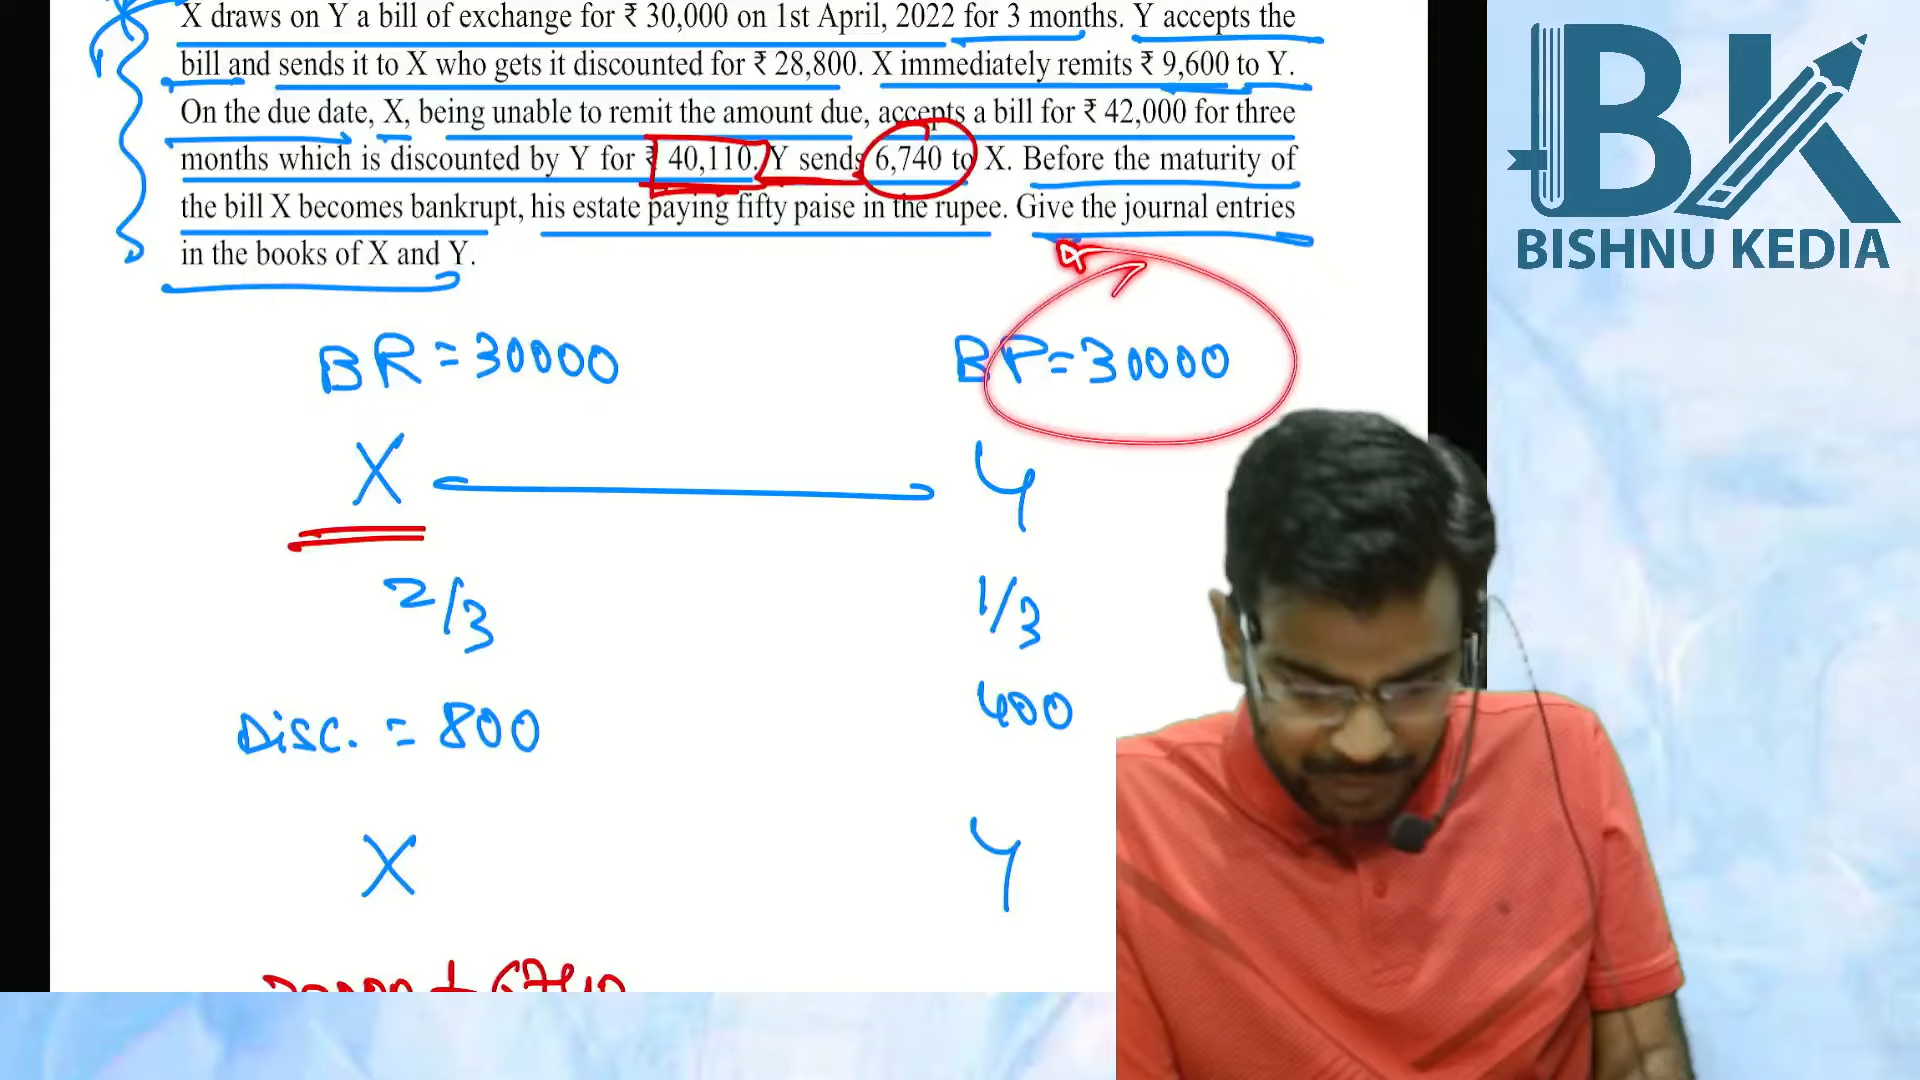 X draws on Y a bill of exchange for ₹ 30,000 on 1st April, 2022 for 3 months. Y accepts the
bill and sends it to X who gets it discounted for ₹ 28,800. X immediately remits ₹ 9,600 to Y.
On the due date, X, being unable to remit the amount due, accepts a bill for ₹ 42,000 for three
months which is discounted by Y for ₹ 40,110. Y sends 6,740 to X. Before the maturity of
the bill X becomes bankrupt, his estate paying fifty paise in the rupee. Give the journal entries
in the books of X and Y.
BISHNU KEDIA
BK
BR = 30000
BP = 30000
X
Y
2/3
1/3
Disc. = 800
400
X
Y